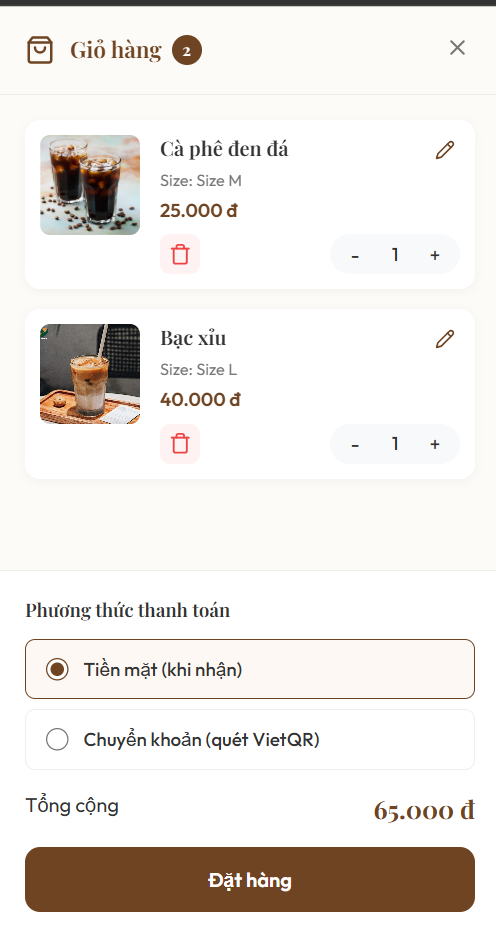 Giỏ hàng 2
Cà phê đen đá
Size: Size M
25.000 đ
- 1 +
Bạc xỉu
Size: Size L
40.000 đ
- 1 +
Phương thức thanh toán
Tiền mặt (khi nhận)
Chuyển khoản (quét VietQR)
Tổng cộng 65.000 đ
Đặt hàng